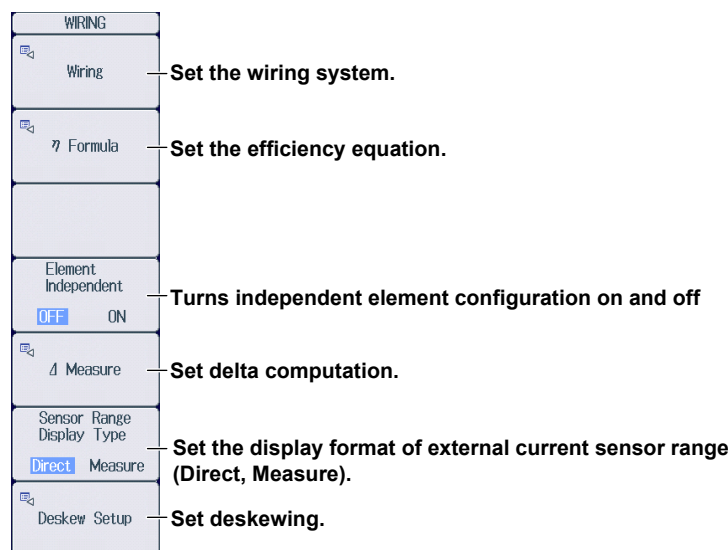 WIRING
Wiring
Set the wiring system.
η Formula
Set the efficiency equation.
Element
Independent
OFF ON
Turns independent element configuration on and off
Δ Measure
Set delta computation.
Sensor Range
Display Type
Direct Measure
Set the display format of external current sensor range
(Direct, Measure).
Deskew Setup
Set deskewing.